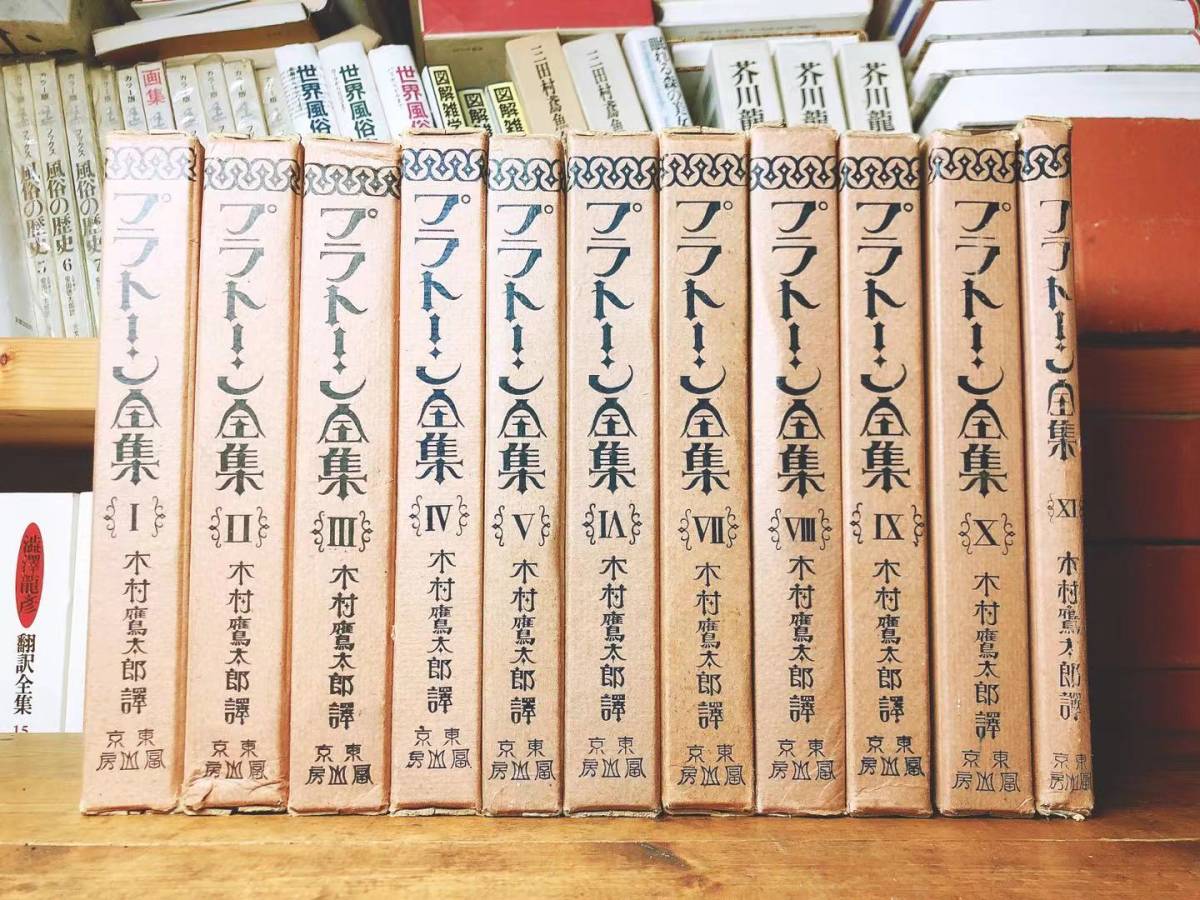 風俗の歴史 5
風俗の歴史 6
風俗の歴史
画集
世界風俗
世界風俗
世界風俗
図解雑学
図解雑
図解雑
三田村鳶魚
三田村鳶魚
芥川龍
芥川龍
芥川龍
澁澤龍彦
翻訳全集
15
プラトーン全集
I
木村鷹太郎譯
東京
冨山房
プラトーン全集
II
木村鷹太郎譯
東京
冨山房
プラトーン全集
III
木村鷹太郎譯
東京
冨山房
プラトーン全集
IV
木村鷹太郎譯
東京
冨山房
プラトーン全集
V
木村鷹太郎譯
東京
冨山房
プラトーン全集
VI
木村鷹太郎譯
東京
冨山房
プラトーン全集
VII
木村鷹太郎譯
東京
冨山房
プラトーン全集
VIII
木村鷹太郎譯
東京
冨山房
プラトーン全集
IX
木村鷹太郎譯
東京
冨山房
プラトーン全集
X
木村鷹太郎譯
東京
冨山房
プラトーン全集
XI
木村鷹太郎譯
東京
冨山房